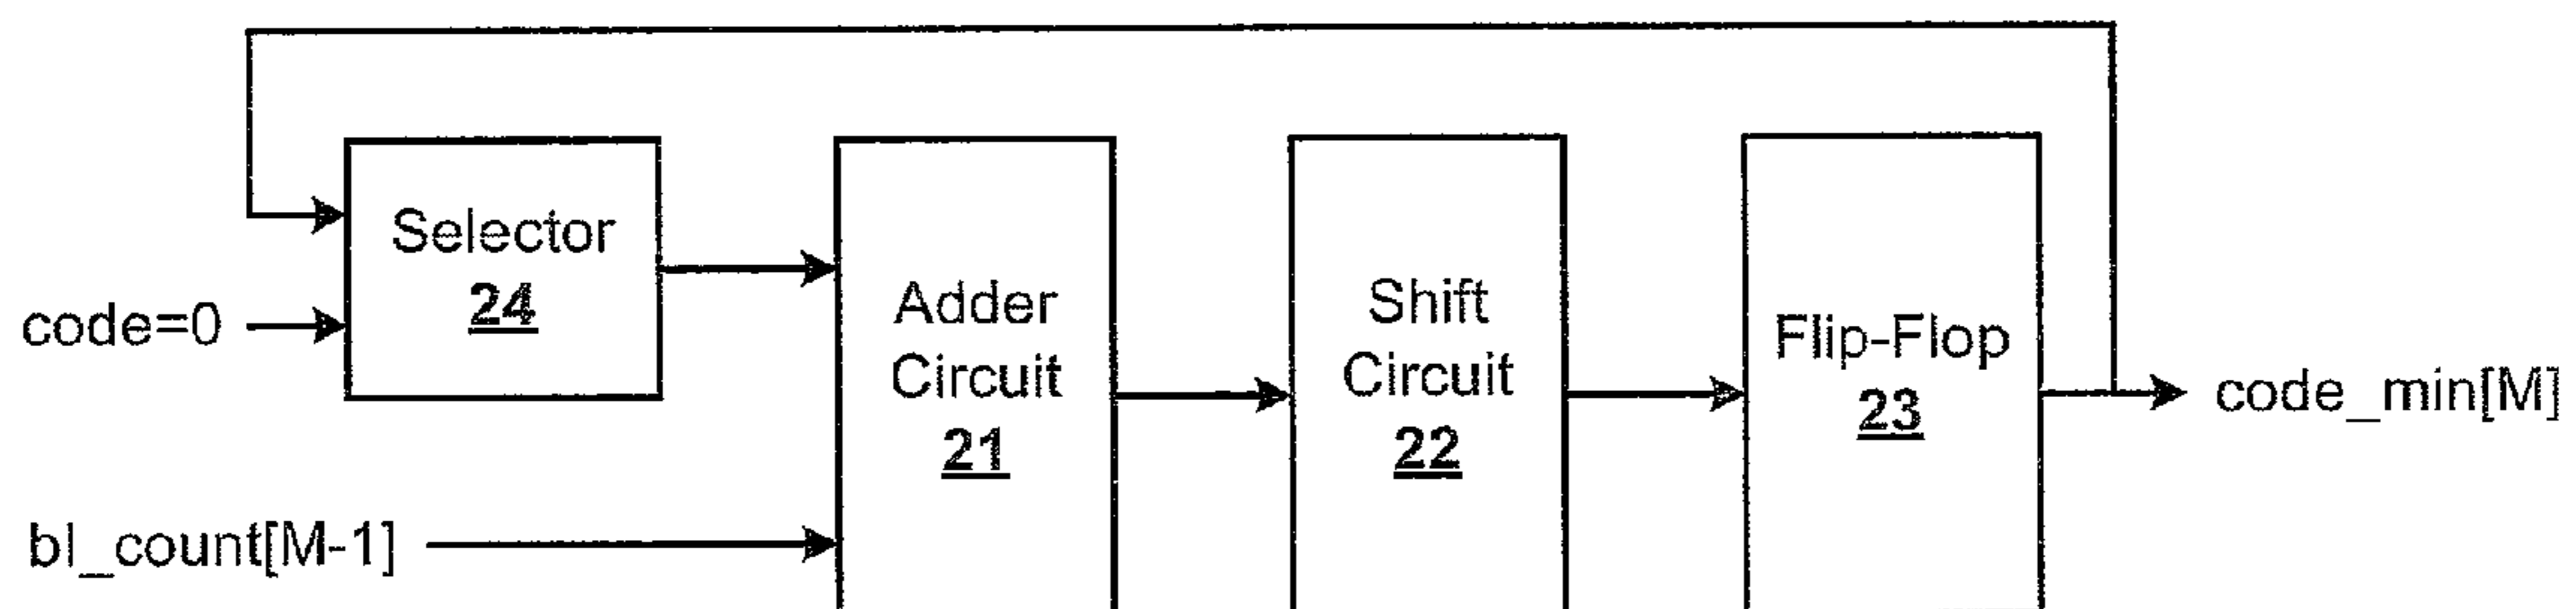 Selector
24
code=0
bl_count[M-1]
Adder
Circuit
21
Shift
Circuit
22
Flip-Flop
23
code_min[M]